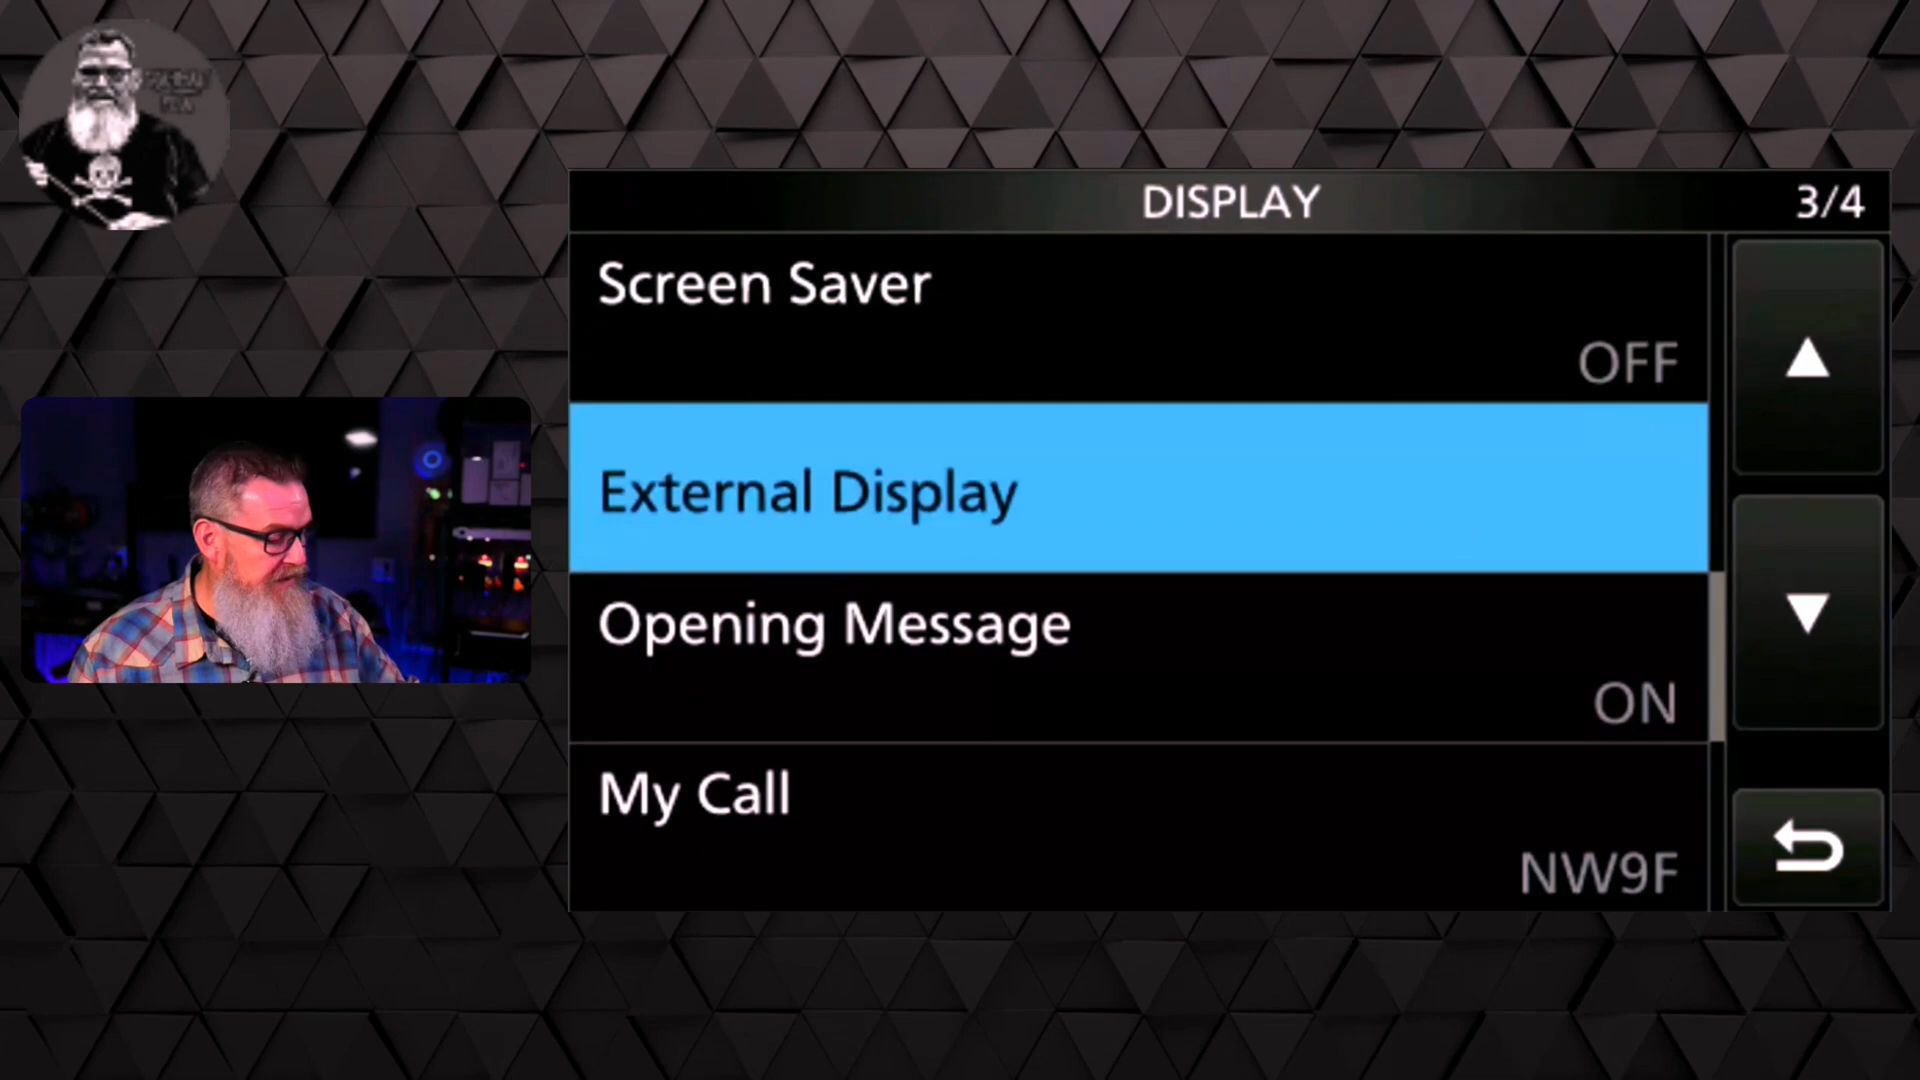 DISPLAY 3/4
Screen Saver
OFF
External Display
Opening Message
ON
My Call
NW9F